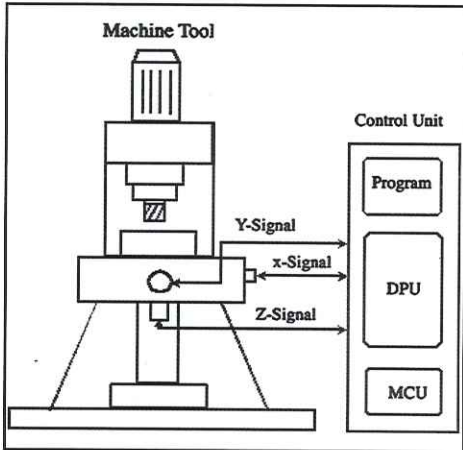 Machine Tool
Control Unit
Program
Y-Signal
x-Signal
DPU
Z-Signal
MCU